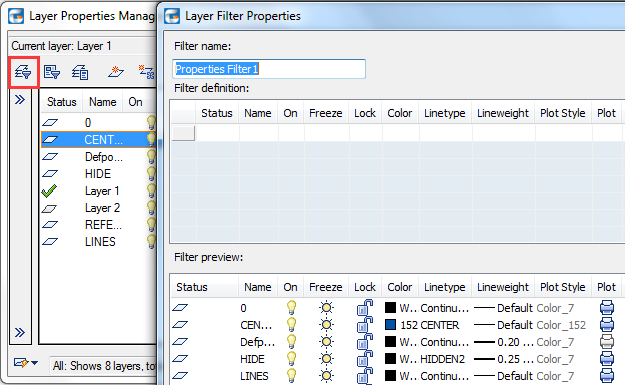 Layer Properties Manag
Current layer: Layer 1
Status Name On
0
CENT...
Defpo...
HIDE
Layer 1
Layer 2
REFE...
LINES
All: Shows 8 layers, to
Layer Filter Properties
Filter name:
Properties Filter1
Filter definition:
Status Name On Freeze Lock Color Linetype Lineweight Plot Style Plot
Filter preview:
Status Name On Freeze Lock Color Linetype Lineweight Plot Style Plot
0 W... Continu... Default Color_7
CEN... 152 CENTER Default Color_152
Defp... W... Continu... 0.20 ... Color_7
HIDE W... HIDDEN2 0.25 ... Color_7
LINES W... Continu... Default Color_7